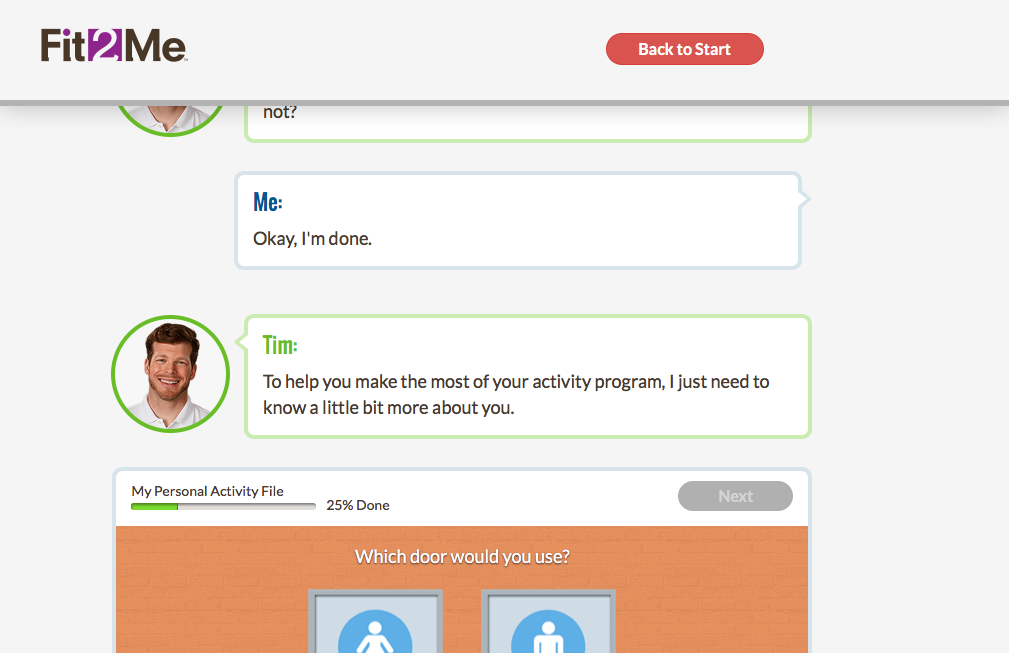 Fit2Me™
Back to Start
not?
Me:
Okay, I'm done.
Tim:
To help you make the most of your activity program, I just need to
know a little bit more about you.
My Personal Activity File
25% Done
Next
Which door would you use?